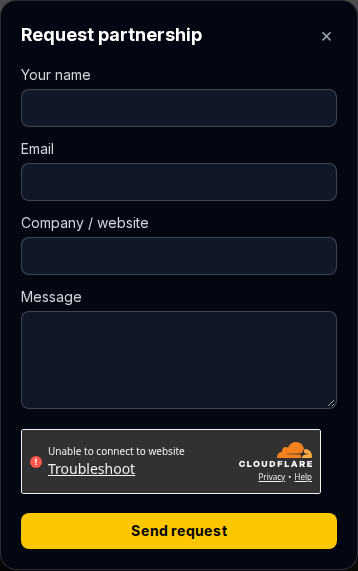 Request partnership
×
Your name
Email
Company / website
Message
Unable to connect to website
Troubleshoot
CLOUDFLARE
Privacy • Help
Send request